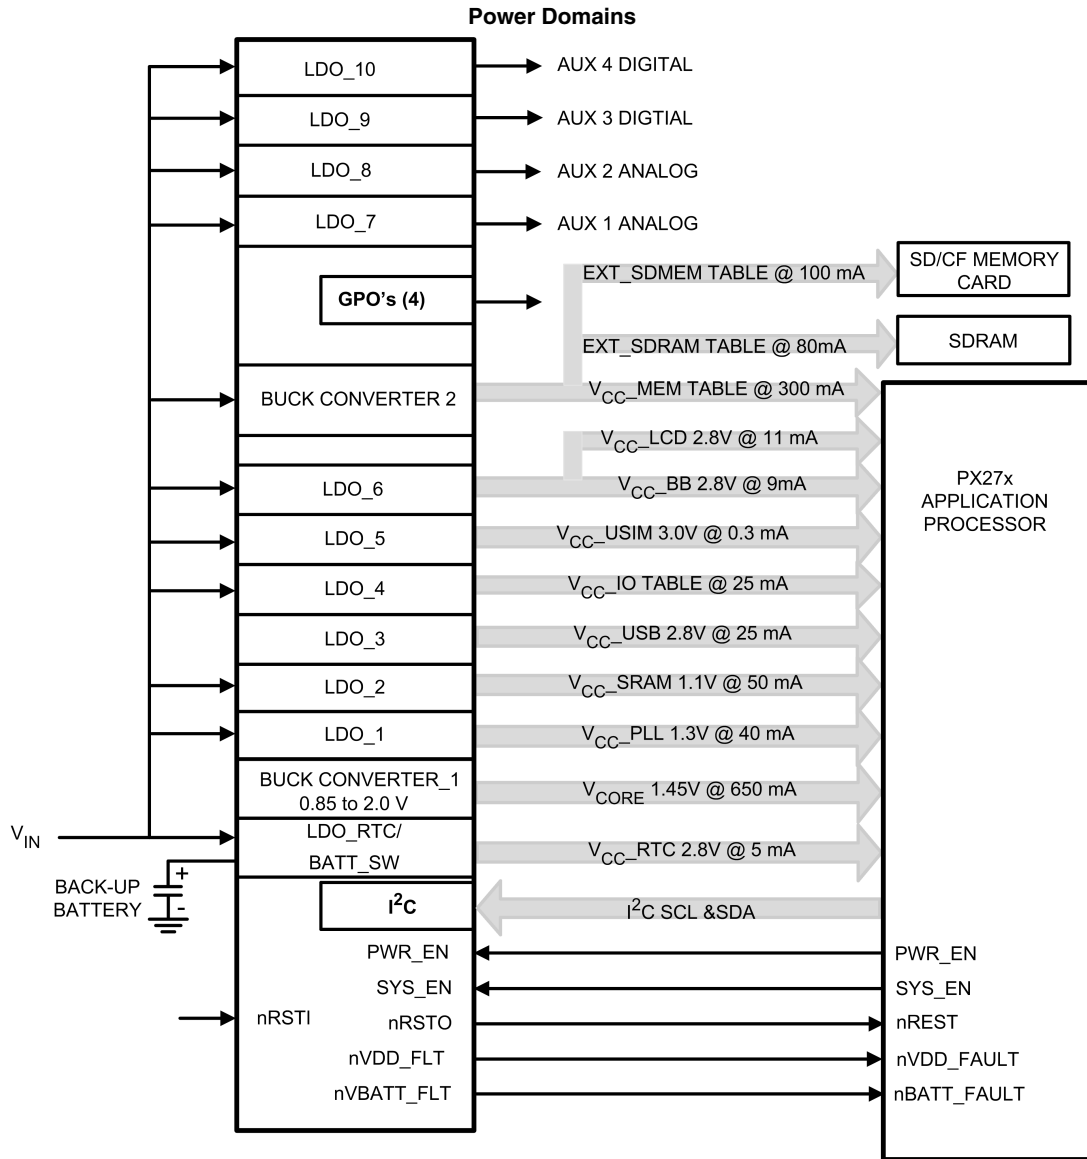 Power Domains
LDO_10
AUX 4 DIGITAL
LDO_9
AUX 3 DIGTIAL
LDO_8
AUX 2 ANALOG
LDO_7
AUX 1 ANALOG
GPO's (4)
EXT_SDMEM TABLE @ 100 mA
SD/CF MEMORY
CARD
EXT_SDRAM TABLE @ 80mA
SDRAM
BUCK CONVERTER 2
VCC_MEM TABLE @ 300 mA
VCC_LCD 2.8V @ 11 mA
LDO_6
VCC_BB 2.8V @ 9mA
PX27x
APPLICATION
PROCESSOR
LDO_5
VCC_USIM 3.0V @ 0.3 mA
LDO_4
VCC_IO TABLE @ 25 mA
LDO_3
VCC_USB 2.8V @ 25 mA
LDO_2
VCC_SRAM 1.1V @ 50 mA
LDO_1
VCC_PLL 1.3V @ 40 mA
BUCK CONVERTER_1
0.85 to 2.0 V
VCORE 1.45V @ 650 mA
VIN
LDO_RTC/
BATT_SW
VCC_RTC 2.8V @ 5 mA
BACK-UP
BATTERY
+
-
I2C
I2C SCL &SDA
PWR_EN
PWR_EN
SYS_EN
SYS_EN
nRSTI
nRSTO
nREST
nVDD_FLT
nVDD_FAULT
nVBATT_FLT
nBATT_FAULT